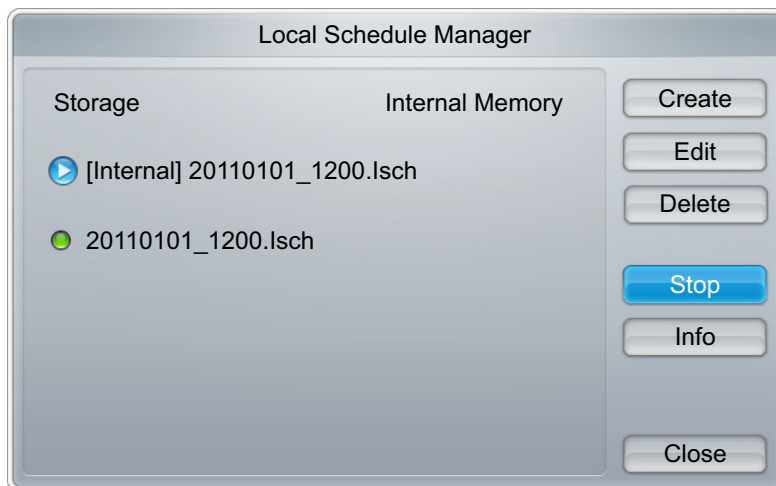 Local Schedule Manager
Storage Internal Memory
[Internal] 20110101_1200.lsch
20110101_1200.lsch
Create
Edit
Delete
Stop
Info
Close